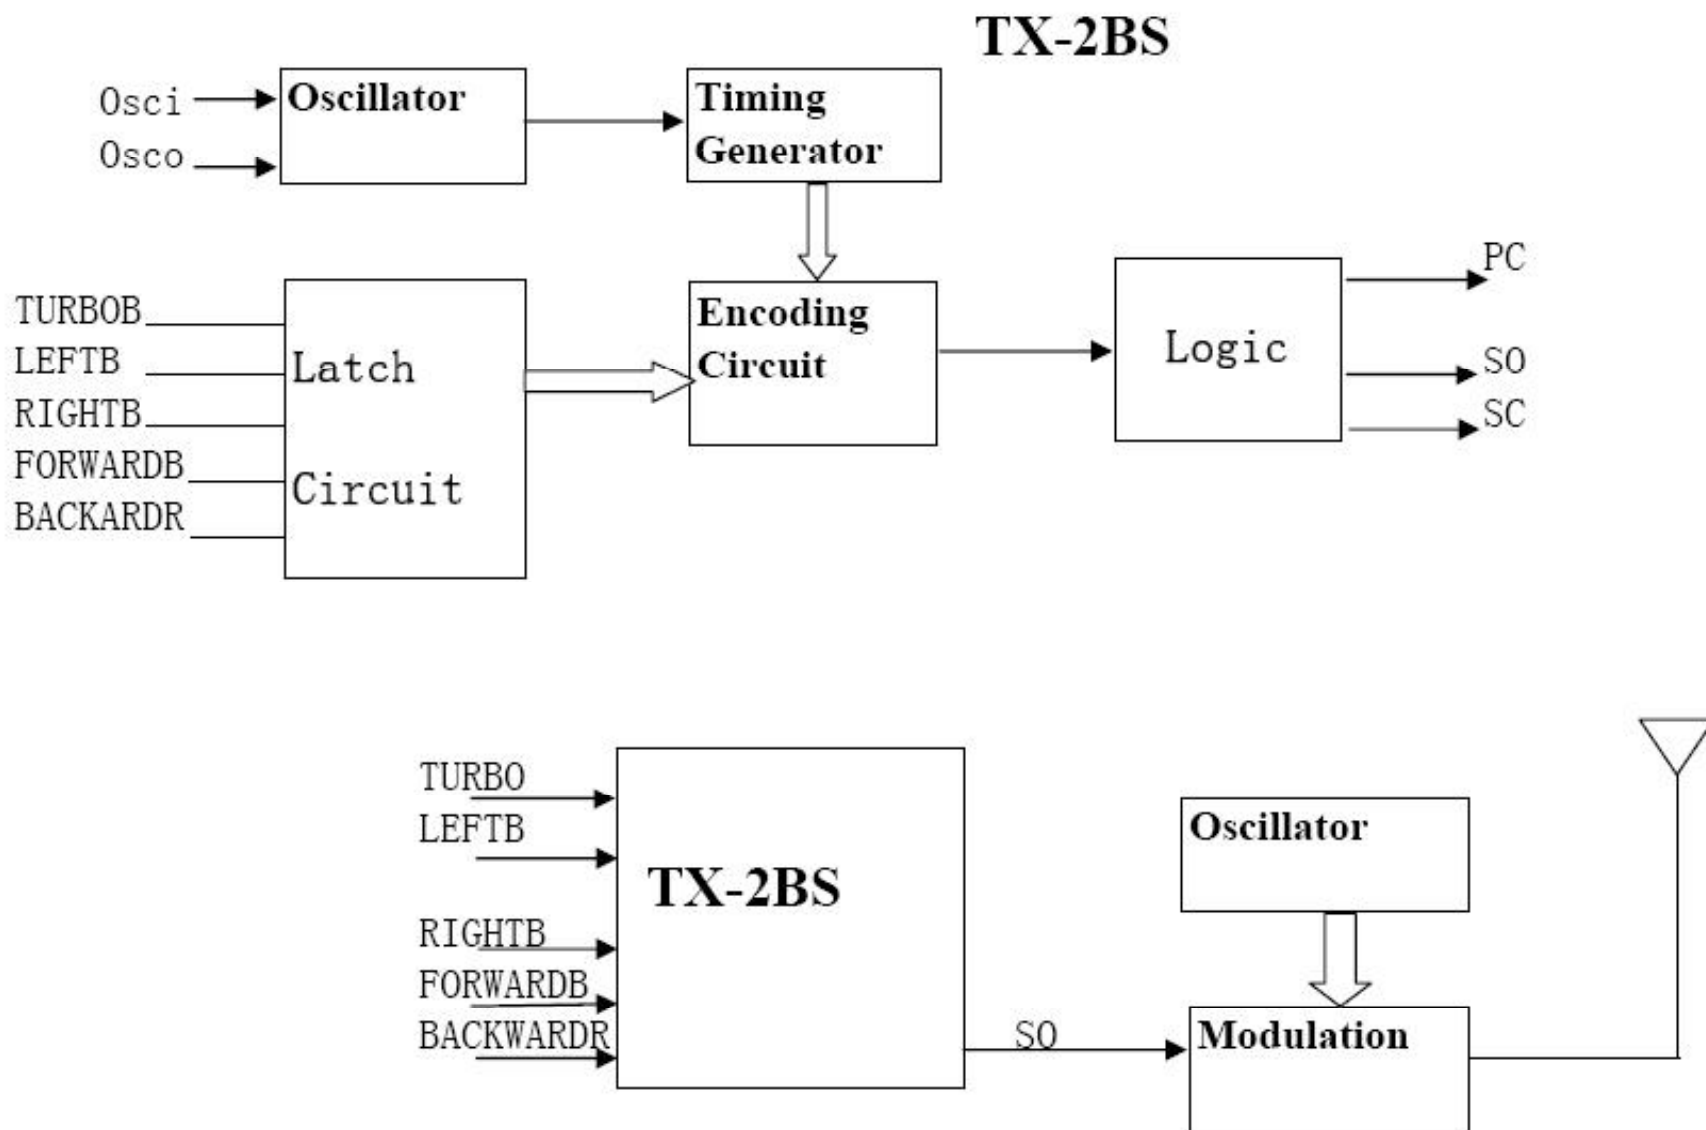 TX-2BS
Osci
Oscillator
Timing
Generator
Osco
TURBOB
LEFTB
RIGHTB
FORWARDB
BACKARDR
Latch
Circuit
Encoding
Circuit
Logic
PC
SO
SC
TURBO
LEFTB
RIGHTB
FORWARDB
BACKWARDR
TX-2BS
SO
Oscillator
Modulation